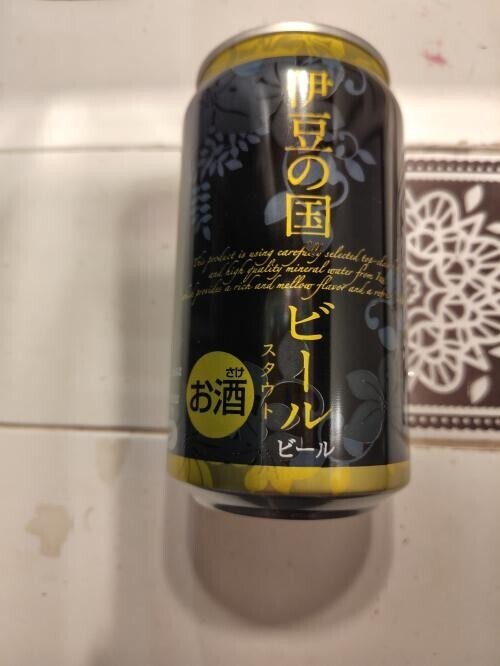 伊豆の国
This product is using carefully selected top-
and high quality mineral water from
provides a rich and mellow flavor and a
ビール
スタウト
さけ
お酒
ビール